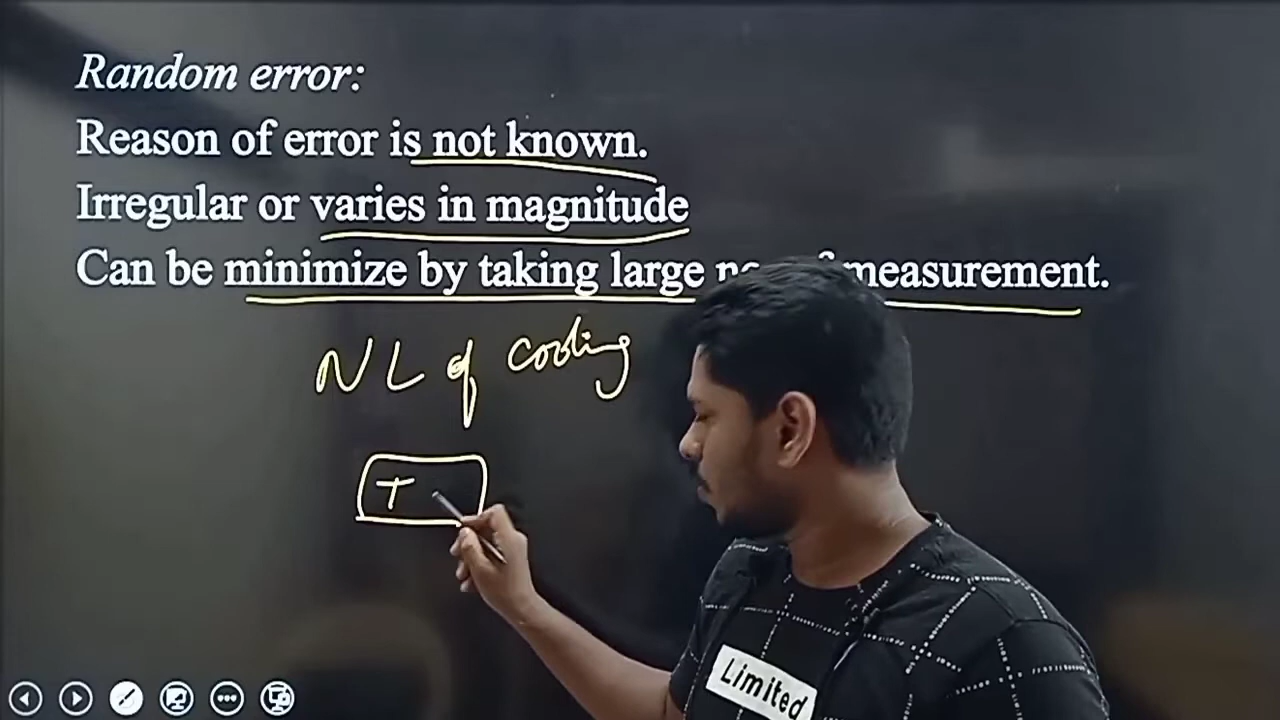 Random error:
Reason of error is not known.
Irregular or varies in magnitude
Can be minimize by taking large measurement.
NL of cooling
T
Limited